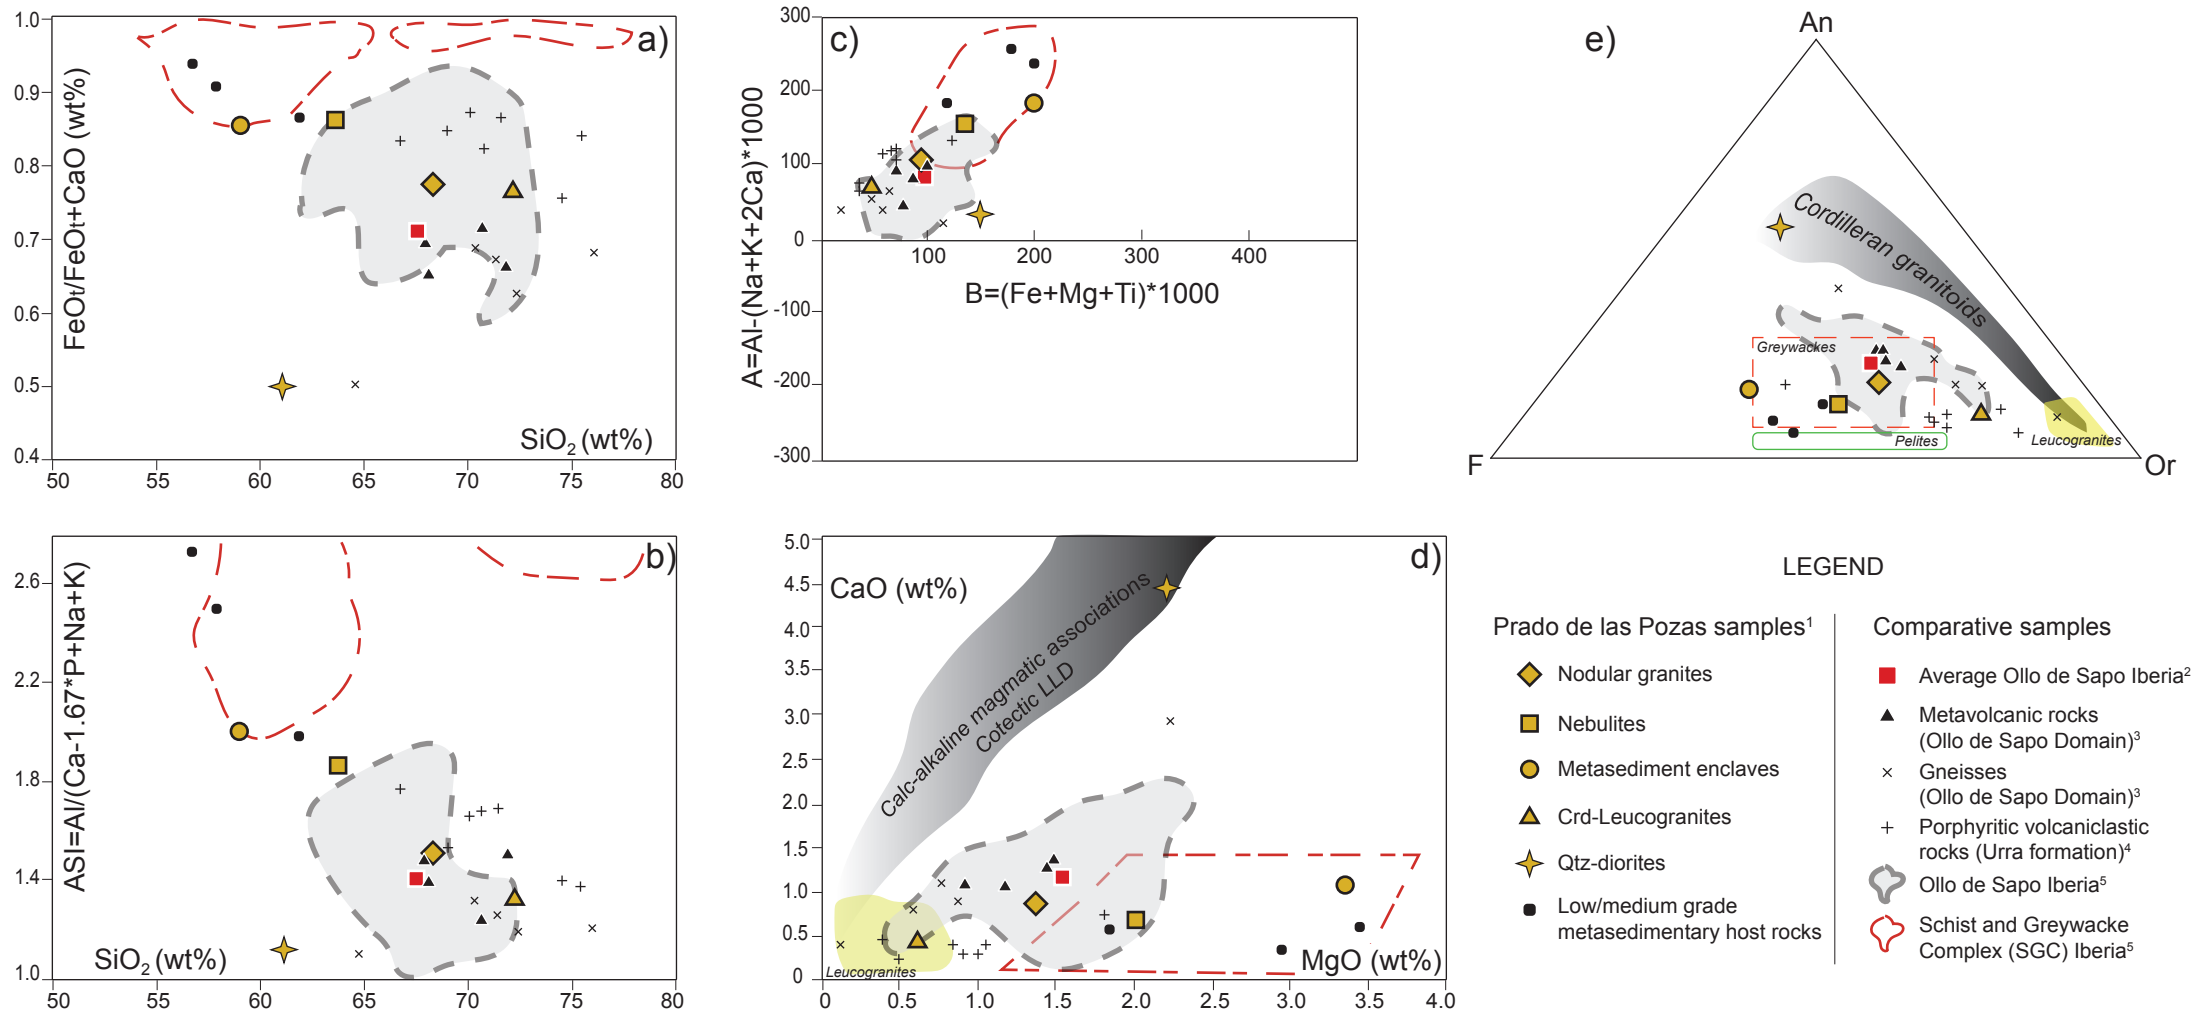 a)
FeOt/FeOt+CaO (wt%)
1.0
0.9
0.8
0.7
0.6
0.5
0.4
SiO2 (wt%)
50 55 60 65 70 75 80
b)
ASI=Al/(Ca-1.67*P+Na+K)
2.6
2.2
1.8
1.4
1.0
SiO2 (wt%)
50 55 60 65 70 75 80
c)
A=Al-(Na+K+2Ca)*1000
300
200
100
0
-100
-200
-300
100 200 300 400
B=(Fe+Mg+Ti)*1000
d)
CaO (wt%)
5.0
4.5
4.0
3.5
3.0
2.5
2.0
1.5
1.0
0.5
0
Calc-alkaline magmatic associations
Cotectic LLD
Leucogranites
MgO (wt%)
0.0 0.5 1.0 1.5 2.0 2.5 3.0 3.5 4.0
e)
An
Cordilleran granitoids
Greywackes
Pelites
Leucogranites
F
Or
LEGEND
Prado de las Pozas samples1
Nodular granites
Nebulites
Metasediment enclaves
Crd-Leucogranites
Qtz-diorites
Low/medium grade
metasedimentary host rocks
Comparative samples
Average Ollo de Sapo Iberia2
Metavolcanic rocks
(Ollo de Sapo Domain)3
Gneisses
(Ollo de Sapo Domain)3
Porphyritic volcaniclastic
rocks (Urra formation)4
Ollo de Sapo Iberia5
Schist and Greywacke
Complex (SGC) Iberia5